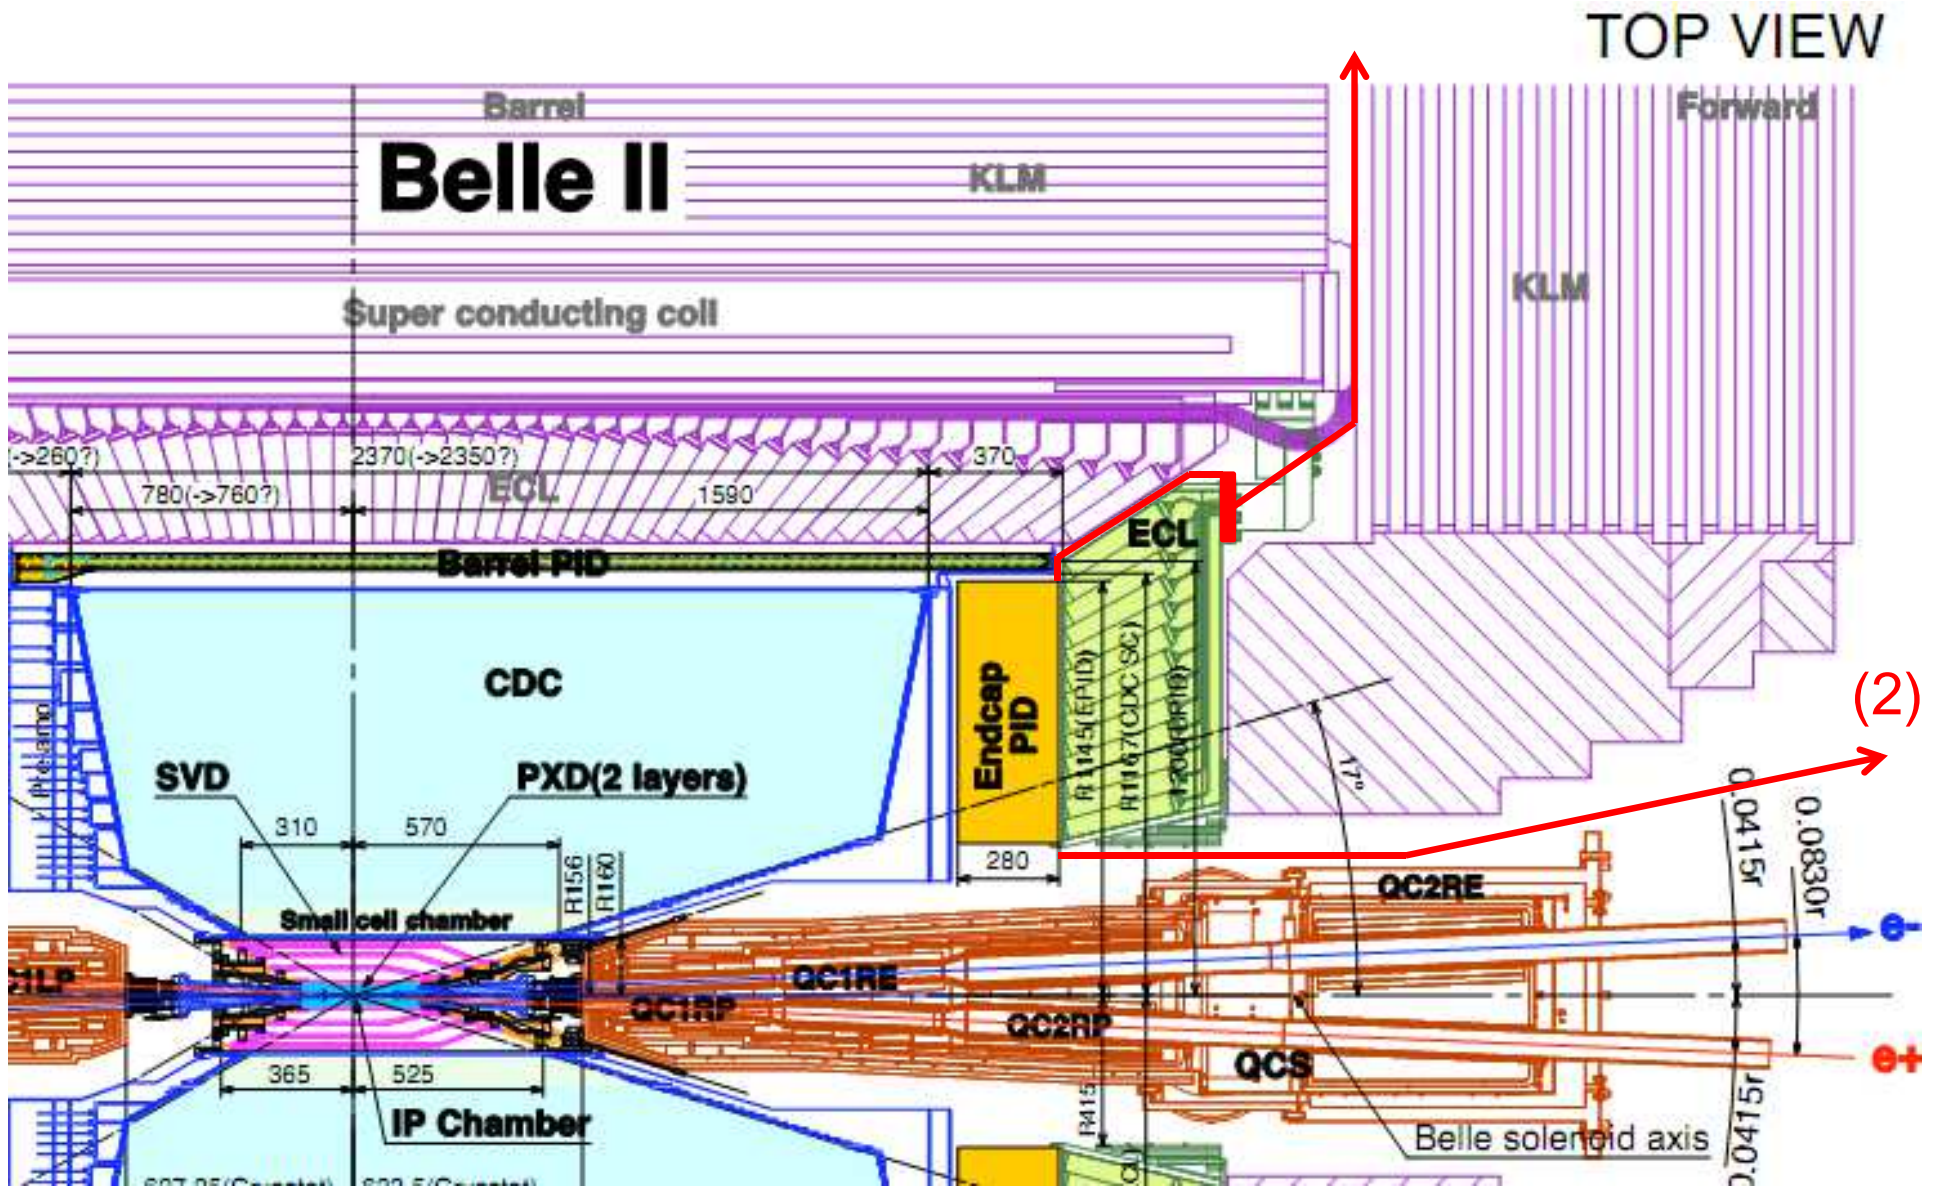 TOP VIEW
Barrel
Forward
Belle II
KLM
KLM
Super conducting coil
(->260?)
2370(->2350?)
370
780(->760?)
ECL
1590
ECL
Barrel PID
CDC
Endcap
PID
R1145(EPID)
R1167(CDC SC)
(2)
SVD
PXD(2 layers)
17°
310
570
280
R156
R160
0.0415r
0.0830r
QC2RE
Small cell chamber
e-
QC1RE
QC1RP
QC2RP
QCS
e+
365
525
R415
IP Chamber
Belle solenoid axis
0.0415r